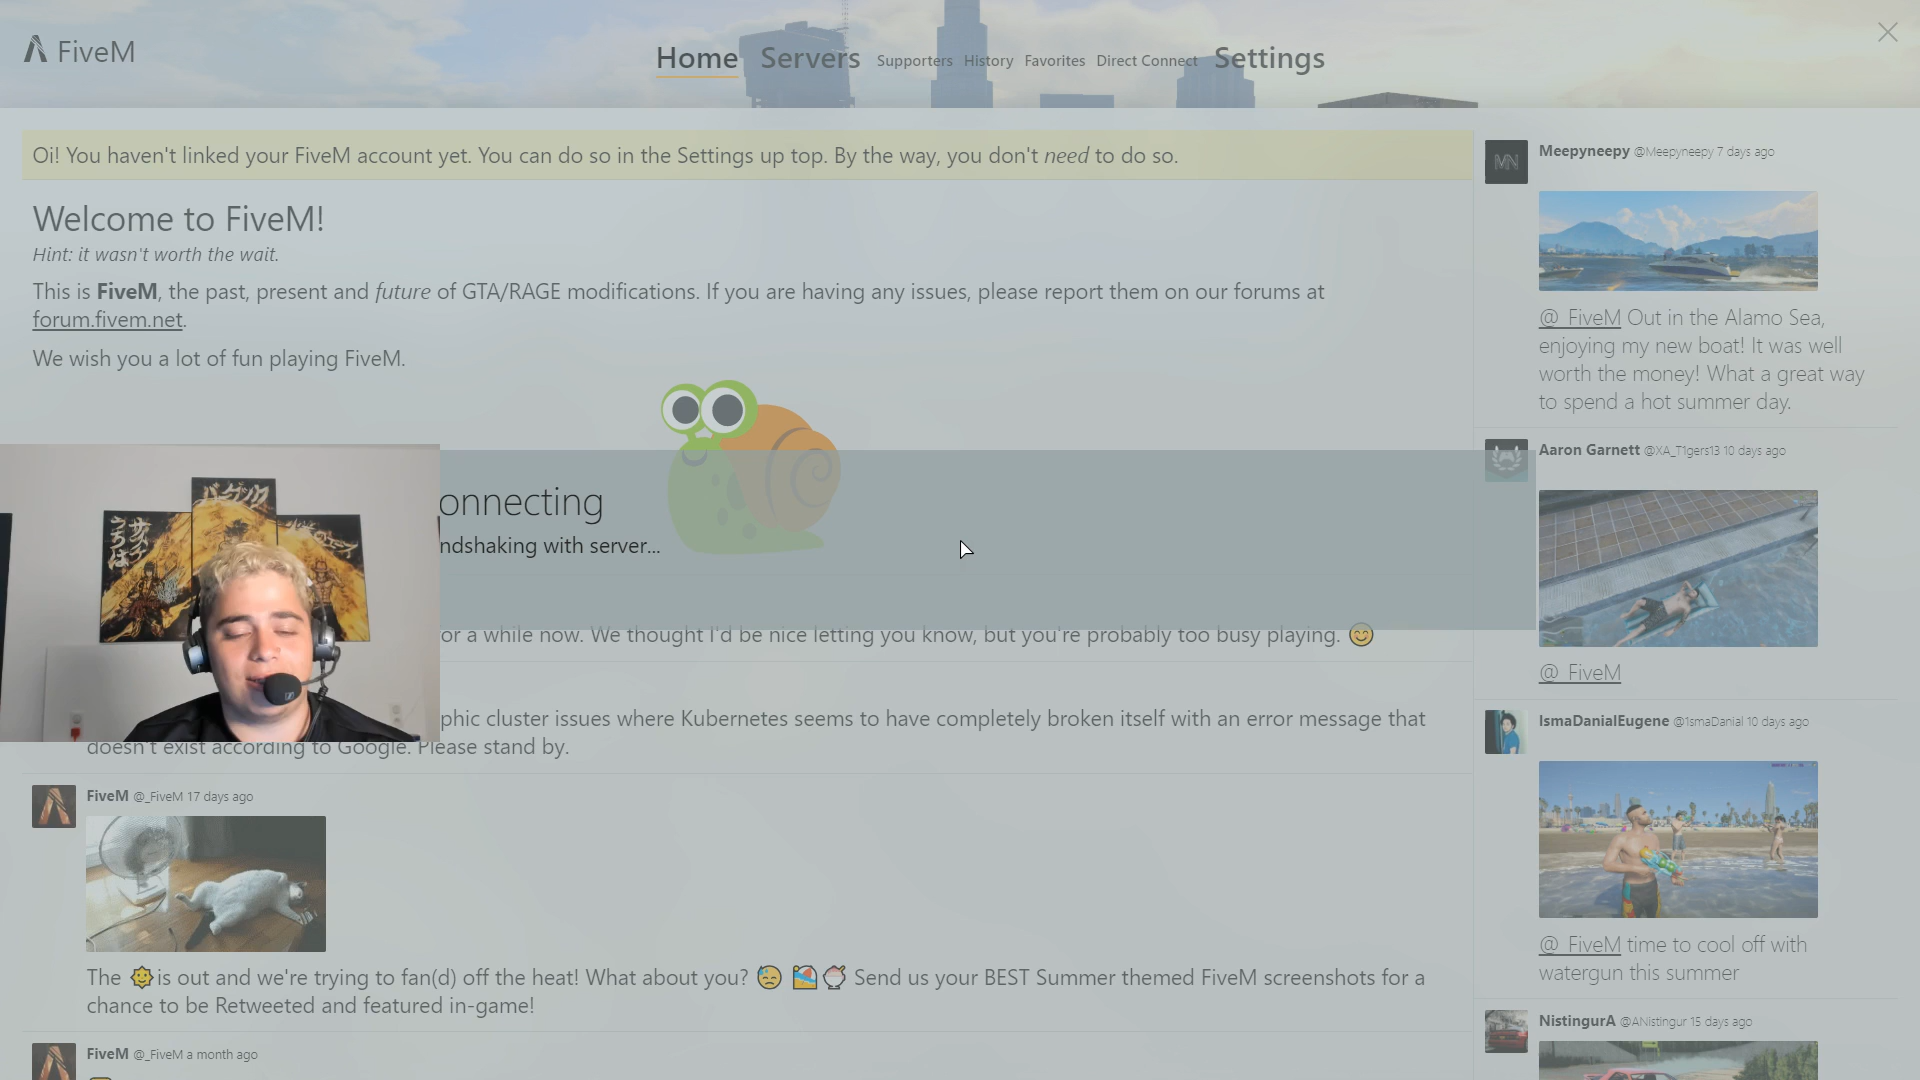 FiveM
Home Servers Supporters History Favorites Direct Connect Settings
Oi! You haven't linked your FiveM account yet. You can do so in the Settings up top. By the way, you don't need to do so.
Welcome to FiveM!
Hint: it wasn't worth the wait.
This is FiveM, the past, present and future of GTA/RAGE modifications. If you are having any issues, please report them on our forums at
forum.fivem.net.
We wish you a lot of fun playing FiveM.
onnecting
ndshaking with server...
or a while now. We thought I'd be nice letting you know, but you're probably too busy playing. 😊
phic cluster issues where Kubernetes seems to have completely broken itself with an error message that
doesn't exist according to Google. Please stand by.
FiveM @_FiveM 17 days ago
The 🌞is out and we're trying to fan(d) off the heat! What about you? 😓 🏖🍧 Send us your BEST Summer themed FiveM screenshots for a
chance to be Retweeted and featured in-game!
FiveM @_FiveM a month ago
MN
Meepyneepy @Meepyneepy 7 days ago
@_FiveM Out in the Alamo Sea,
enjoying my new boat! It was well
worth the money! What a great way
to spend a hot summer day.
Aaron Garnett @XA_T1gers13 10 days ago
@_FiveM
IsmaDanialEugene @1smaDanial 10 days ago
@_FiveM time to cool off with
watergun this summer
NistingurA @ANistingur 15 days ago